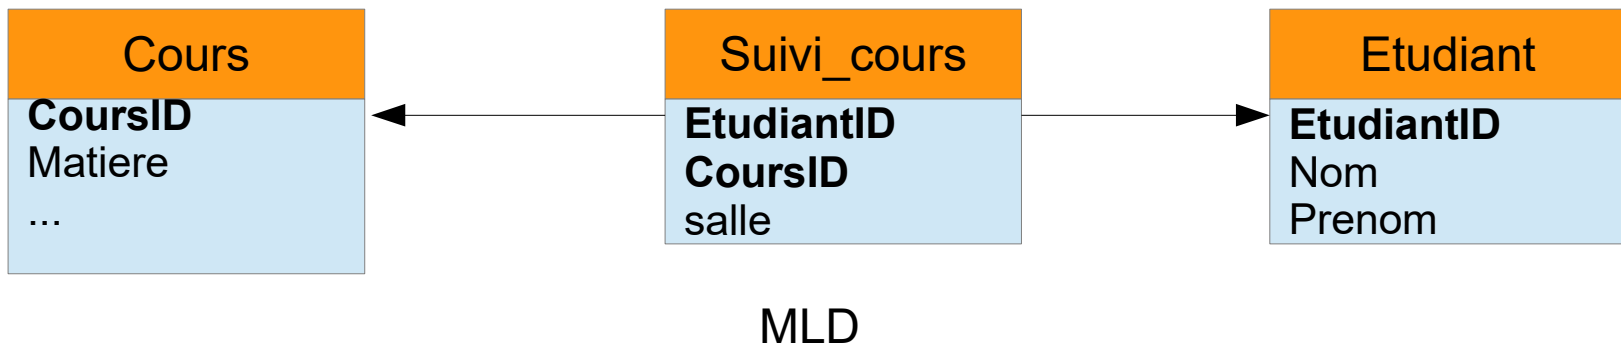 Cours
CoursID
Matiere
...
Suivi_cours
EtudiantID
CoursID
salle
Etudiant
EtudiantID
Nom
Prenom
MLD